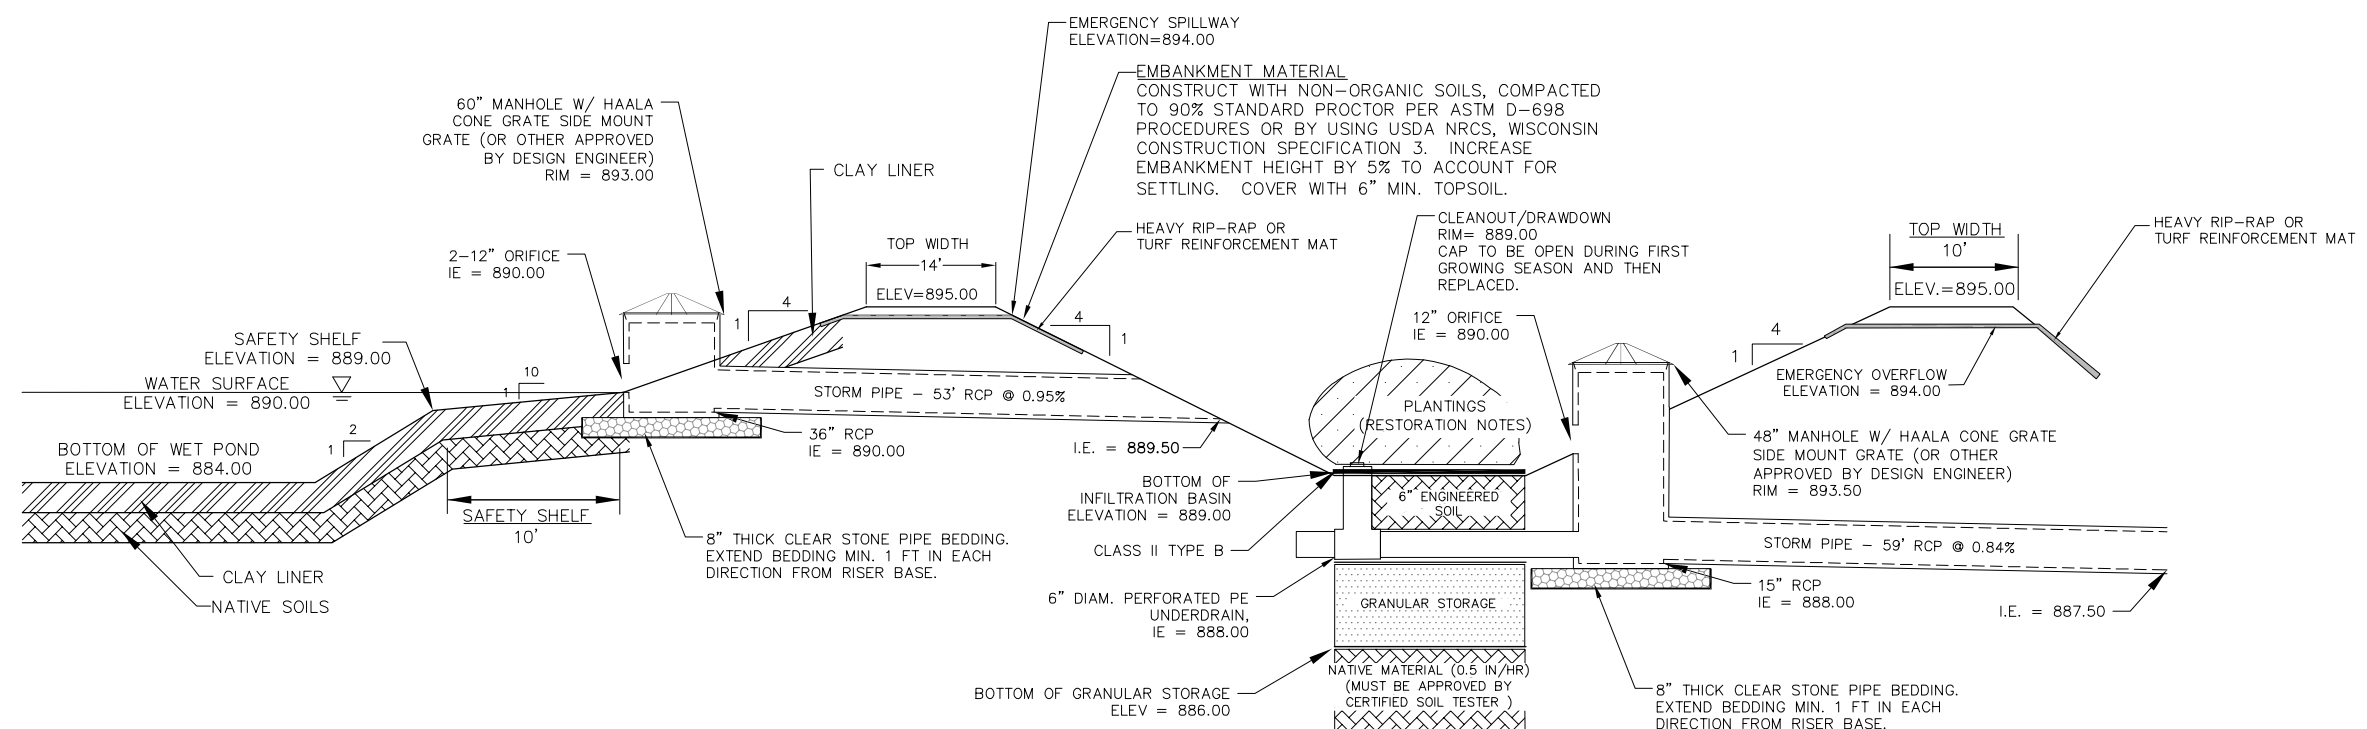 EMERGENCY SPILLWAY
ELEVATION=894.00
EMBANKMENT MATERIAL
CONSTRUCT WITH NON-ORGANIC SOILS, COMPACTED
TO 90% STANDARD PROCTOR PER ASTM D-698
PROCEDURES OR BY USING USDA NRCS, WISCONSIN
CONSTRUCTION SPECIFICATION 3.  INCREASE
EMBANKMENT HEIGHT BY 5% TO ACCOUNT FOR
SETTLING.  COVER WITH 6" MIN. TOPSOIL.
60" MANHOLE W/ HAALA
CONE GRATE SIDE MOUNT
GRATE (OR OTHER APPROVED
BY DESIGN ENGINEER)
RIM = 893.00
CLAY LINER
2-12" ORIFICE
IE = 890.00
TOP WIDTH
14'
ELEV=895.00
4
1
HEAVY RIP-RAP OR
TURF REINFORCEMENT MAT
4
1
CLEANOUT/DRAWDOWN
RIM= 889.00
CAP TO BE OPEN DURING FIRST
GROWING SEASON AND THEN
REPLACED.
12" ORIFICE
IE = 890.00
TOP WIDTH
10'
ELEV.=895.00
HEAVY RIP-RAP OR
TURF REINFORCEMENT MAT
4
1
EMERGENCY OVERFLOW
ELEVATION = 894.00
SAFETY SHELF
ELEVATION = 889.00
WATER SURFACE
ELEVATION = 890.00
10
1
2
1
BOTTOM OF WET POND
ELEVATION = 884.00
STORM PIPE - 53' RCP @ 0.95%
36" RCP
IE = 890.00
I.E. = 889.50
PLANTINGS
(RESTORATION NOTES)
48" MANHOLE W/ HAALA CONE GRATE
SIDE MOUNT GRATE (OR OTHER
APPROVED BY DESIGN ENGINEER)
RIM = 893.50
BOTTOM OF
INFILTRATION BASIN
ELEVATION = 889.00
6" ENGINEERED
SOIL
SAFETY SHELF
10'
8" THICK CLEAR STONE PIPE BEDDING.
EXTEND BEDDING MIN. 1 FT IN EACH
DIRECTION FROM RISER BASE.
CLASS II TYPE B
STORM PIPE - 59' RCP @ 0.84%
CLAY LINER
NATIVE SOILS
6" DIAM. PERFORATED PE
UNDERDRAIN,
IE = 888.00
GRANULAR STORAGE
15" RCP
IE = 888.00
I.E. = 887.50
BOTTOM OF GRANULAR STORAGE
ELEV = 886.00
NATIVE MATERIAL (0.5 IN/HR)
(MUST BE APPROVED BY
CERTIFIED SOIL TESTER )
8" THICK CLEAR STONE PIPE BEDDING.
EXTEND BEDDING MIN. 1 FT IN EACH
DIRECTION FROM RISER BASE.